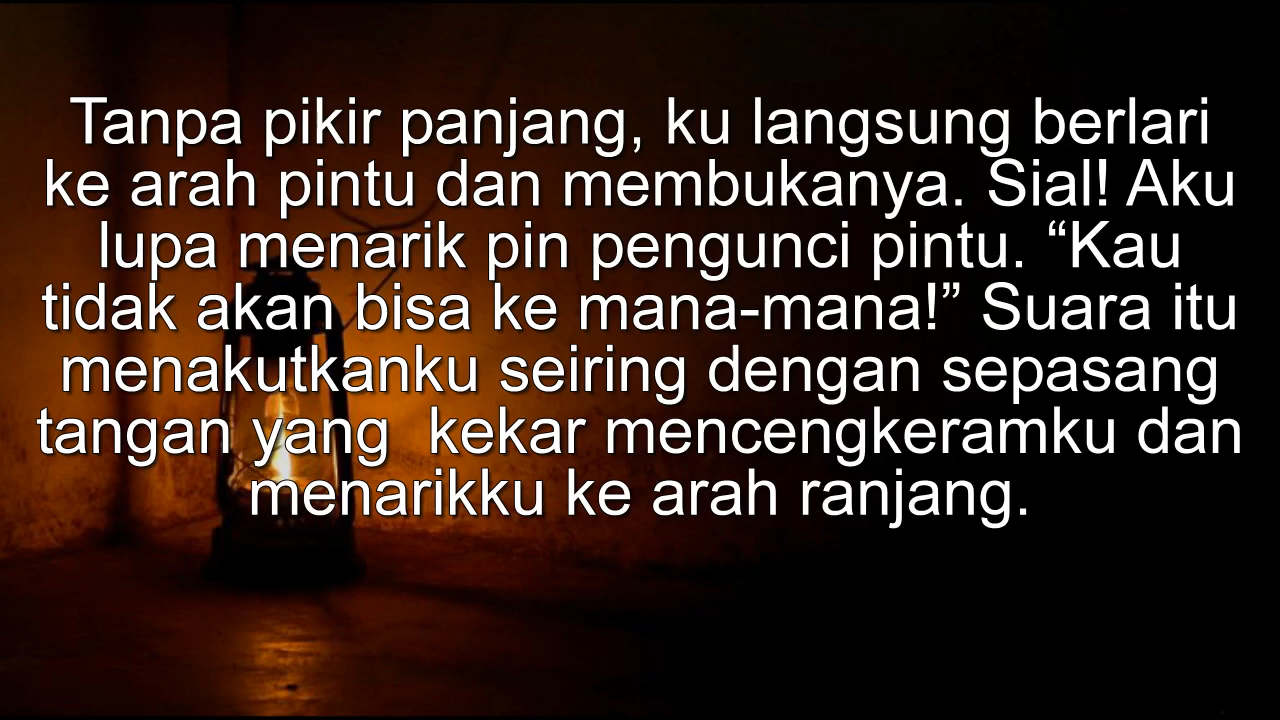 Tanpa pikir panjang, ku langsung berlari
ke arah pintu dan membukanya. Sial! Aku
lupa menarik pin pengunci pintu. “Kau
tidak akan bisa ke mana-mana!” Suara itu
menakutkanku seiring dengan sepasang
tangan yang  kekar mencengkeramku dan
menarikku ke arah ranjang.